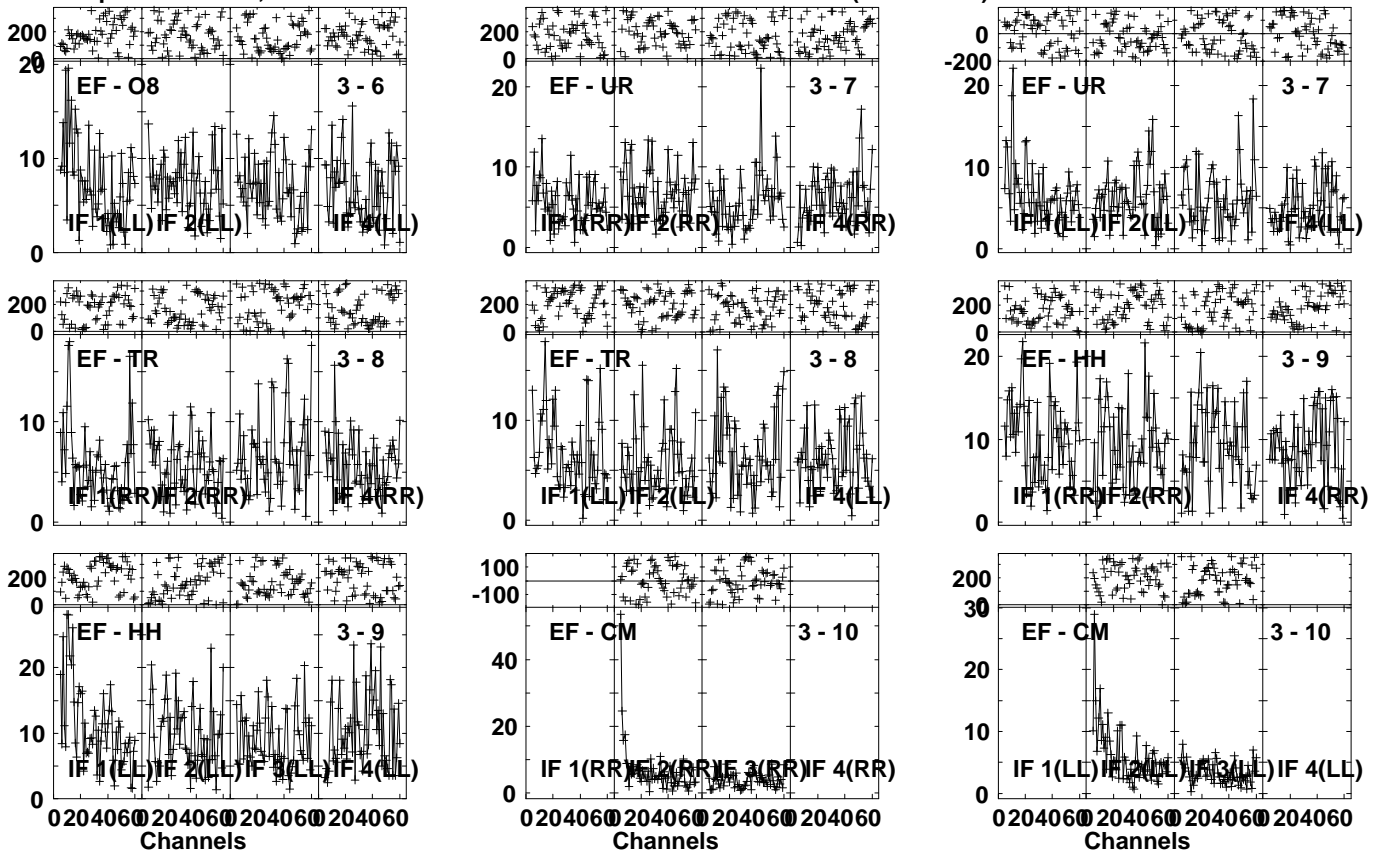 200
0
200
0
0
-200
20
10
0
EF - O8
3 - 6
IF 1(LL)
IF 2(LL)
IF 4(LL)
20
10
0
EF - UR
3 - 7
IF 1(RR)
IF 2(RR)
IF 4(RR)
20
10
0
EF - UR
3 - 7
IF 1(LL)
IF 2(LL)
IF 4(LL)
200
0
200
0
200
0
10
0
EF - TR
3 - 8
IF 1(RR)
IF 2(RR)
IF 4(RR)
10
0
EF - TR
3 - 8
IF 1(LL)
IF 2(LL)
IF 4(LL)
20
10
0
EF - HH
3 - 9
IF 1(RR)
IF 2(RR)
IF 4(RR)
200
0
100
-100
200
0
20
10
0
EF - HH
3 - 9
IF 1(LL)
IF 2(LL)
IF 3(LL)
IF 4(LL)
40
20
0
EF - CM
3 - 10
IF 1(RR)
IF 2(RR)
IF 3(RR)
IF 4(RR)
30
20
10
0
EF - CM
3 - 10
IF 1(LL)
IF 2(LL)
IF 3(LL)
IF 4(LL)
0 20 40 60 0 20 40 60 0 20 40 60 0 20 40 60
Channels
0 20 40 60 0 20 40 60 0 20 40 60 0 20 40 60
Channels
0 20 40 60 0 20 40 60 0 20 40 60 0 20 40 60
Channels